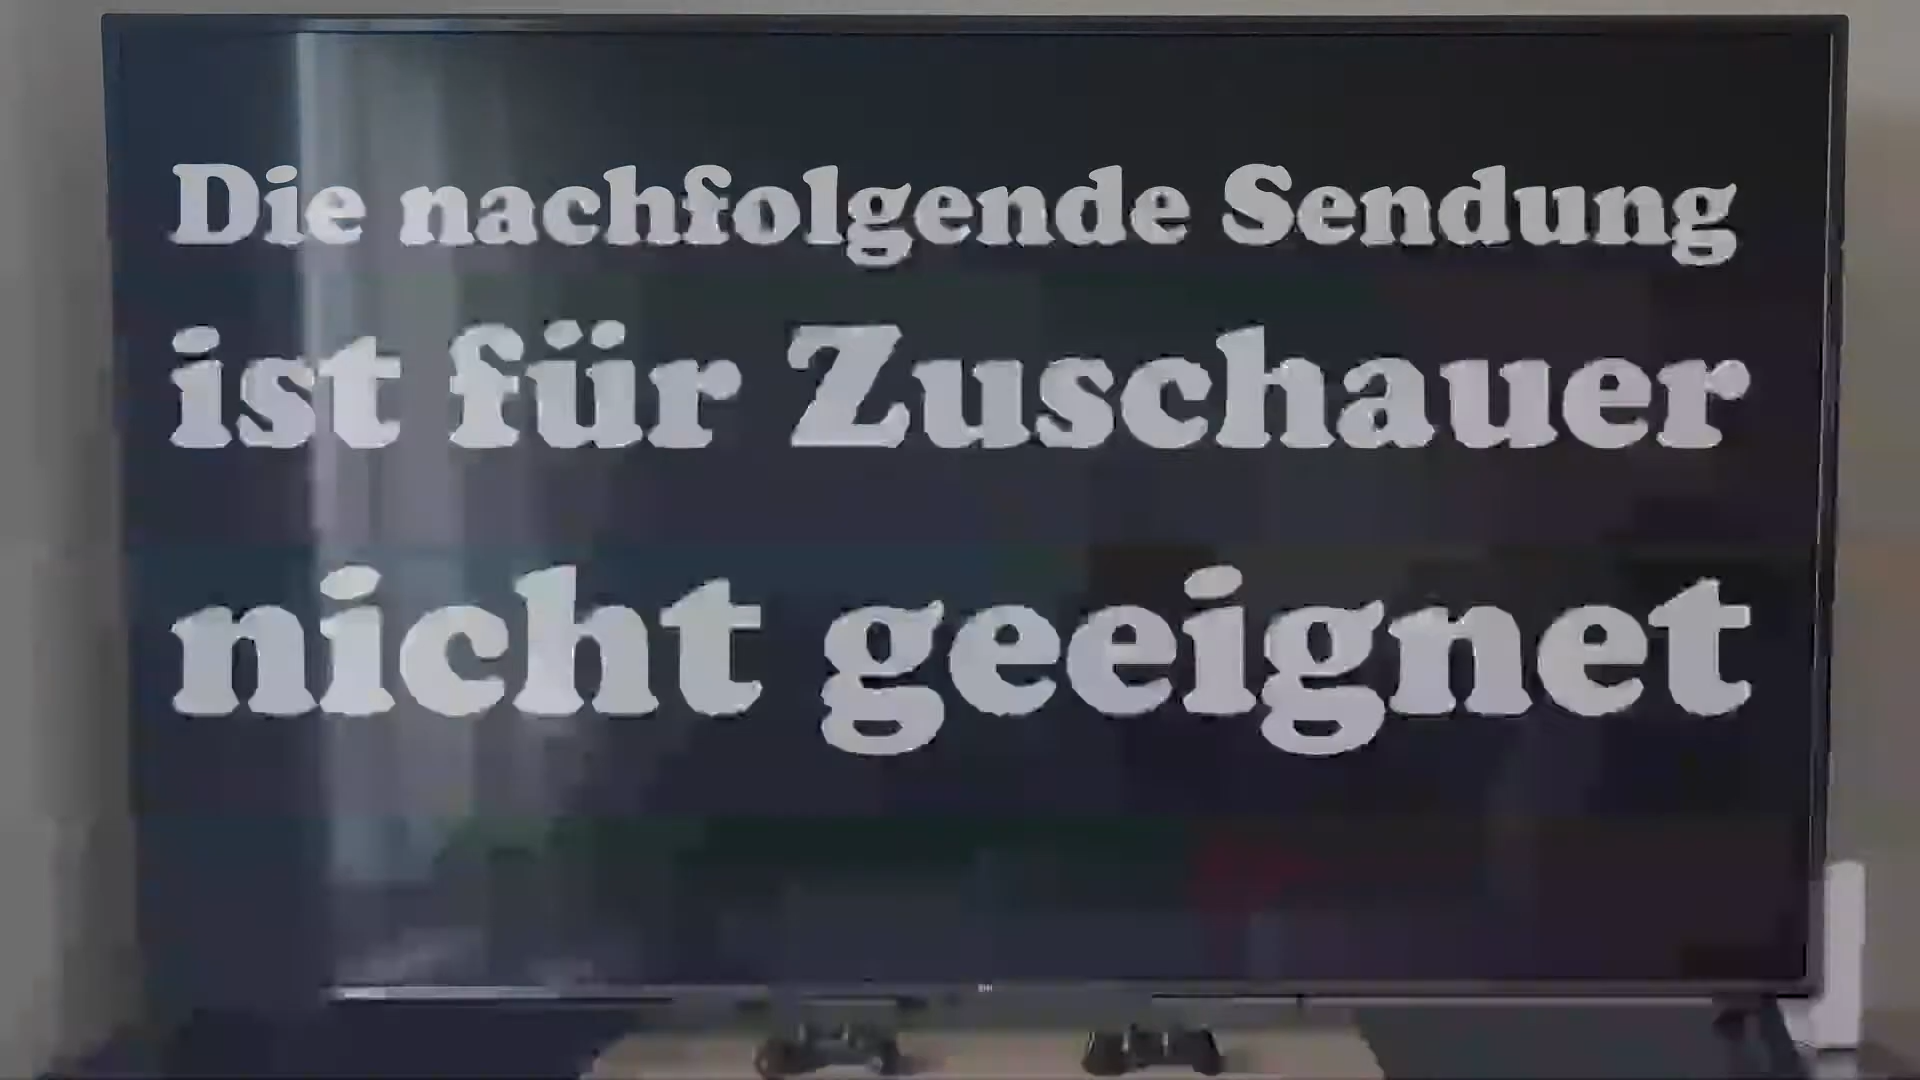 Die nachfolgende Sendung
ist für Zuschauer
nicht geeignet